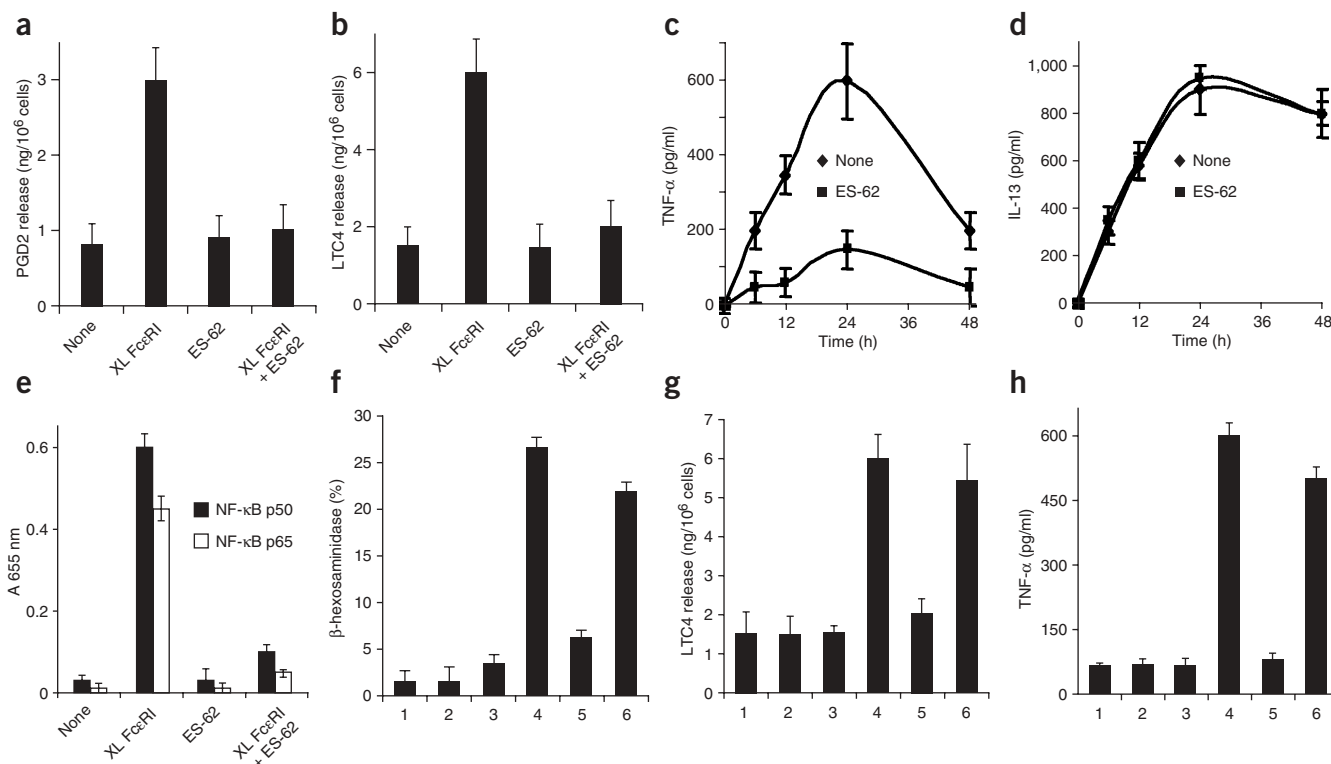 a
PGD2 release (ng/10⁶ cells)
3
2
1
0
None
XL FcεRI
ES-62
XL FcεRI
+ ES-62
b
LTC4 release (ng/10⁶ cells)
6
4
2
0
None
XL FcεRI
ES-62
XL FcεRI
+ ES-62
c
TNF-α (pg/ml)
600
400
200
0
None
ES-62
0 12 24 36 48
Time (h)
d
IL-13 (pg/ml)
1,000
800
600
400
200
0
None
ES-62
0 12 24 36 48
Time (h)
e
A 655 nm
0.6
0.4
0.2
0
NF-κB p50
NF-κB p65
None
XL FcεRI
ES-62
XL FcεRI
+ ES-62
f
β-hexosaminidase (%)
30
25
20
15
10
5
0
1 2 3 4 5 6
g
LTC4 release (ng/10⁶ cells)
7
6
5
4
3
2
1
0
1 2 3 4 5 6
h
TNF-α (pg/ml)
600
450
300
150
0
1 2 3 4 5 6